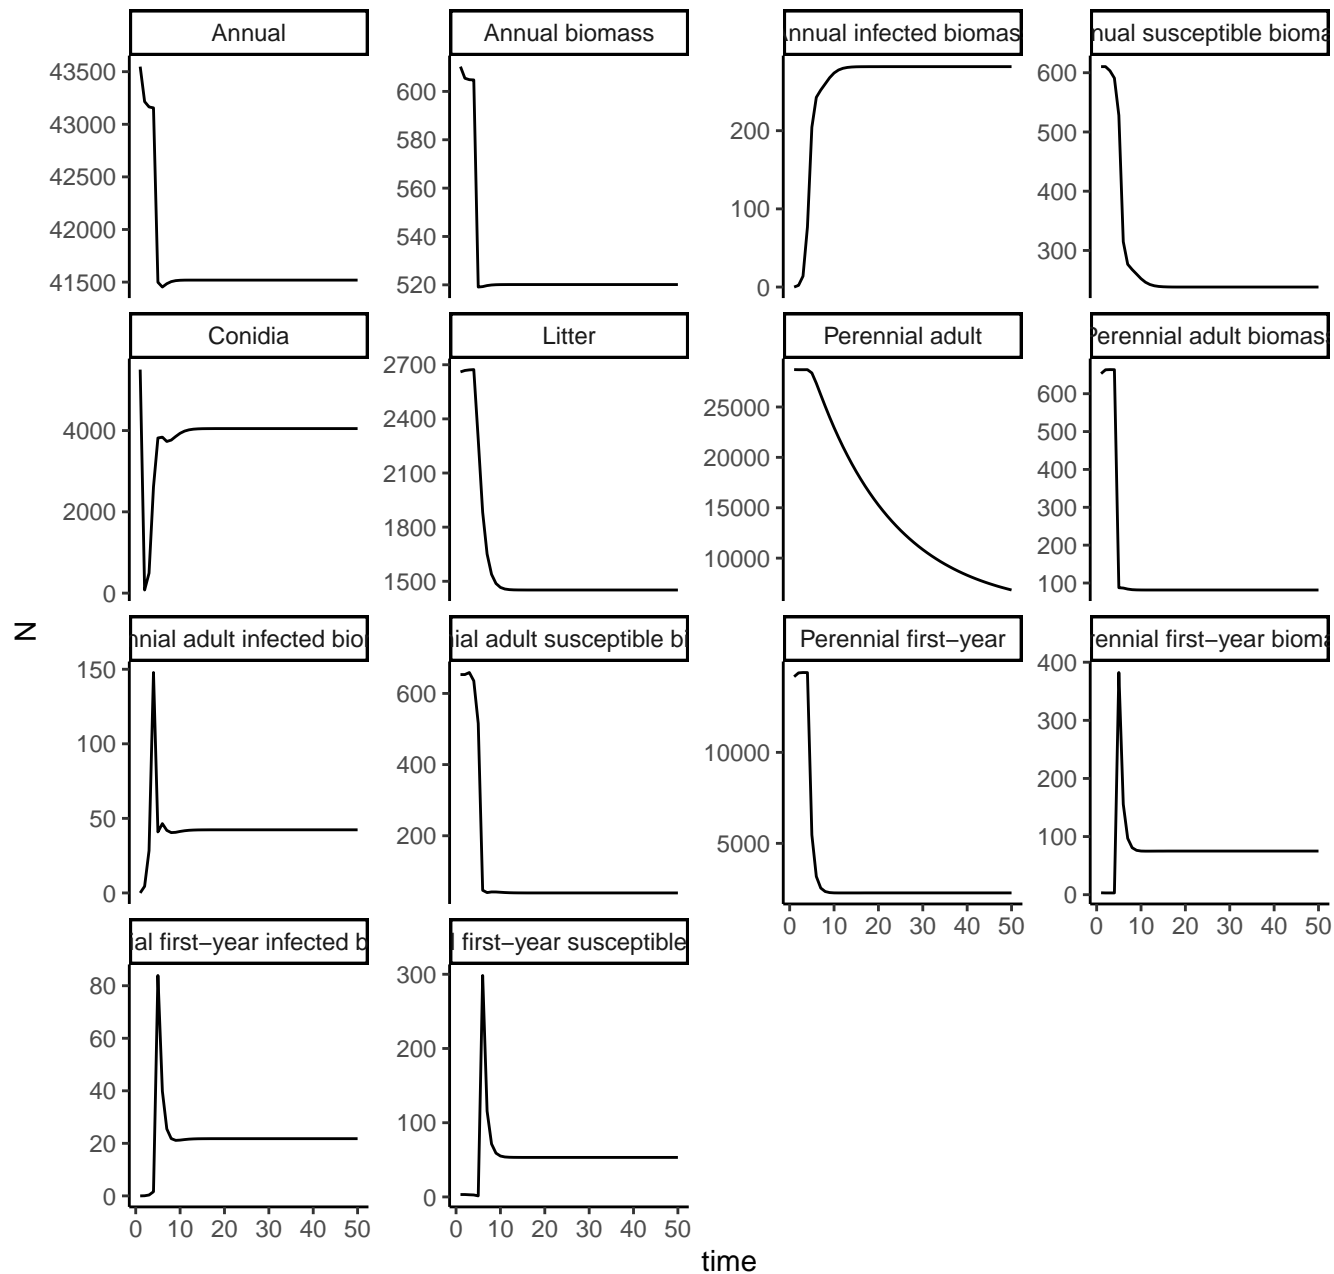 Annual
Annual biomass
Annual infected biomas
nual susceptible bioma
43500
43000
42500
42000
41500
600
580
560
540
520
200
100
0
600
500
400
300
Conidia
Litter
Perennial adult
Perennial adult biomas
4000
2000
0
2700
2400
2100
1800
1500
25000
20000
15000
10000
600
500
400
300
200
100
nnial adult infected bio
ial adult susceptible bi
Perennial first−year
rennial first−year bioma
150
100
50
0
600
400
200
10000
5000
400
300
200
100
0
0 10 20 30 40 50
0 10 20 30 40 50
ial first−year infected b
l first−year susceptible
80
60
40
20
0
300
200
100
0
0 10 20 30 40 50
0 10 20 30 40 50
N
time